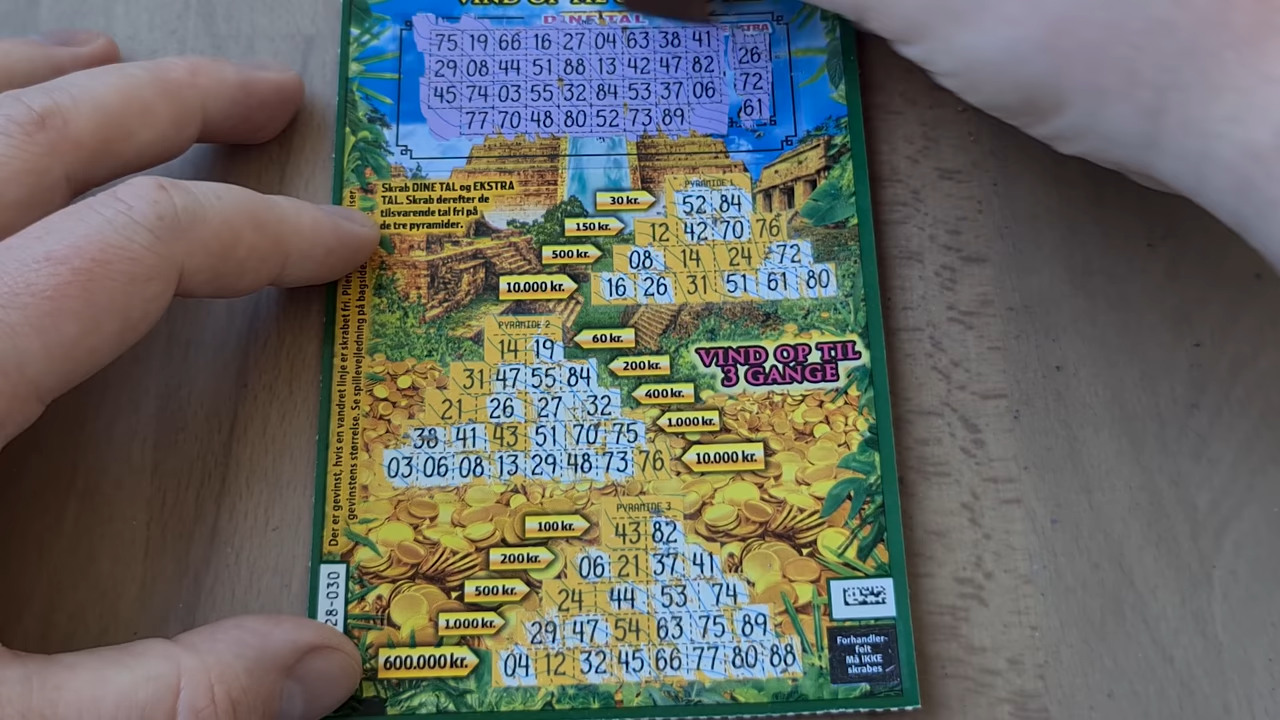 VIND OP TIL
DINE TAL
75 19 66 16 27 04 63 38 41
29 08 44 51 88 13 42 47 82
45 74 03 55 32 84 53 37 06
77 70 48 80 52 73 89
26
72
61
Skrab DINE TAL og EKSTRA
TAL. Skrab derefter de
tilsvarende tal fri på
de tre pyramider.
PYRAMIDE 1
30 kr. 52 84
150 kr. 12 42 70 76
500 kr. 08 14 24 72
10.000 kr. 16 26 31 51 61 80
PYRAMIDE 2
14 19 60 kr.
31 47 55 84 200 kr.
21 26 27 32 400 kr.
38 41 43 51 70 75 1.000 kr.
03 06 08 13 29 48 73 76 10.000 kr.
VIND OP TIL
3 GANGE
PYRAMIDE 3
100 kr. 43 82
200 kr. 06 21 37 41
500 kr. 24 44 53 74
1.000 kr. 29 47 54 63 75 89
600.000 kr. 04 12 32 45 66 77 80 88
Der er gevinst, hvis en vandret linje er skrabet fri.
gevinstens størrelse. Se spillevejledning på bagside
28-030
Forhandler-
felt
Må IKKE
skrabes